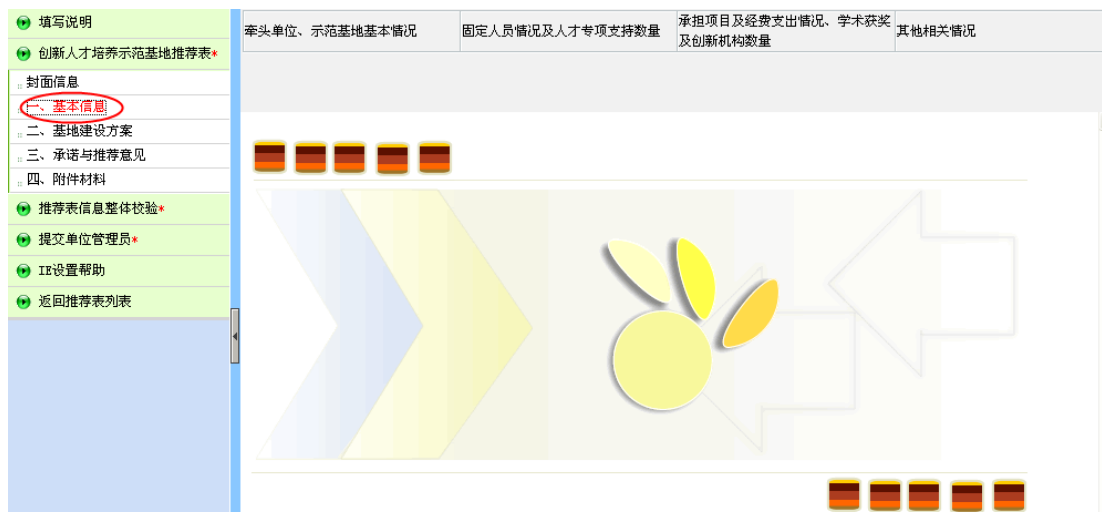 填写说明
创新人才培养示范基地推荐表*
封面信息
一、基本信息
二、基地建设方案
三、承诺与推荐意见
四、附件材料
推荐表信息整体校验*
提交单位管理员*
IE设置帮助
返回推荐表列表
牵头单位、示范基地基本情况
固定人员情况及人才专项支持数量
承担项目及经费支出情况、学术获奖
及创新机构数量
其他相关情况